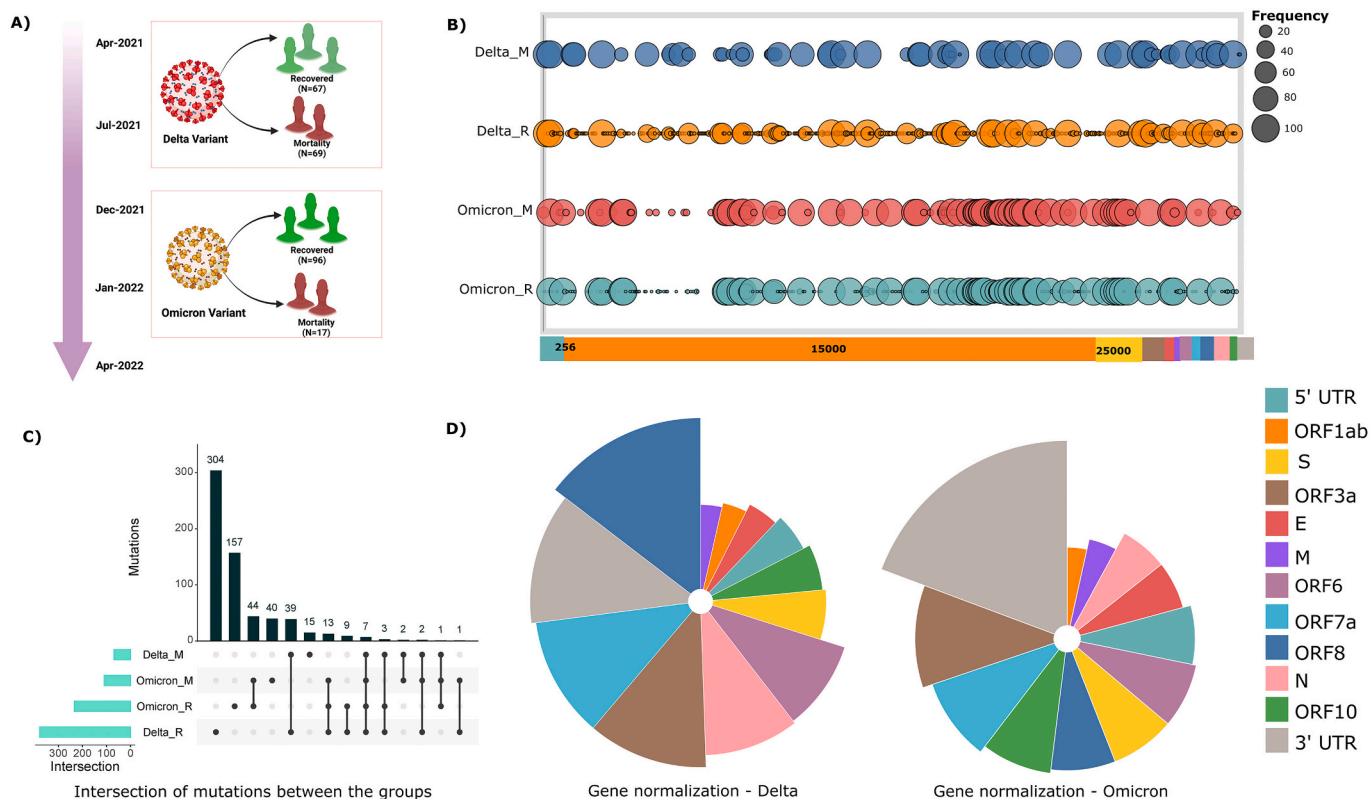 A)
Apr-2021
Jul-2021
Dec-2021
Jan-2022
Apr-2022
Delta Variant
Recovered
(N=67)
Mortality
(N=69)
Omicron Variant
Recovered
(N=96)
Mortality
(N=17)
B)
Delta_M
Delta_R
Omicron_M
Omicron_R
256
15000
25000
Frequency
20
40
60
80
100
C)
Mutations
300
200
100
0
304
157
44
40
39
15
13
9
7
3
2
2
1
1
Delta_M
Omicron_M
Omicron_R
Delta_R
300 200 100 0
Intersection
Intersection of mutations between the groups
D)
Gene normalization - Delta
Gene normalization - Omicron
5' UTR
ORF1ab
S
ORF3a
E
M
ORF6
ORF7a
ORF8
N
ORF10
3' UTR